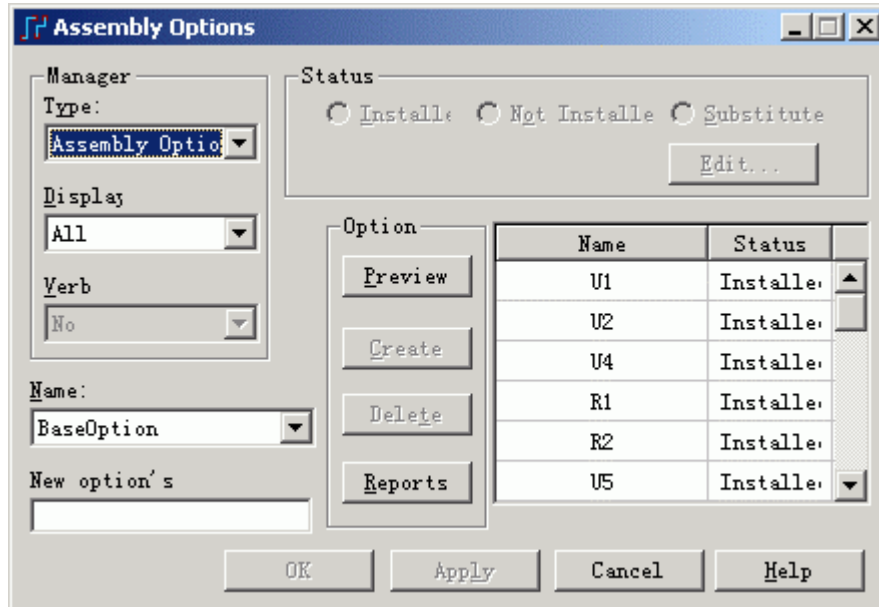 Assembly Options
Manager
Type:
Assembly Optio
Display
All
Verb
No
Name:
BaseOption
New option's
Status
Installe
Not Installe
Substitute
Edit...
Option
Preview
Create
Delete
Reports
Name Status
U1 Installe
U2 Installe
U4 Installe
R1 Installe
R2 Installe
U5 Installe
OK Apply Cancel Help